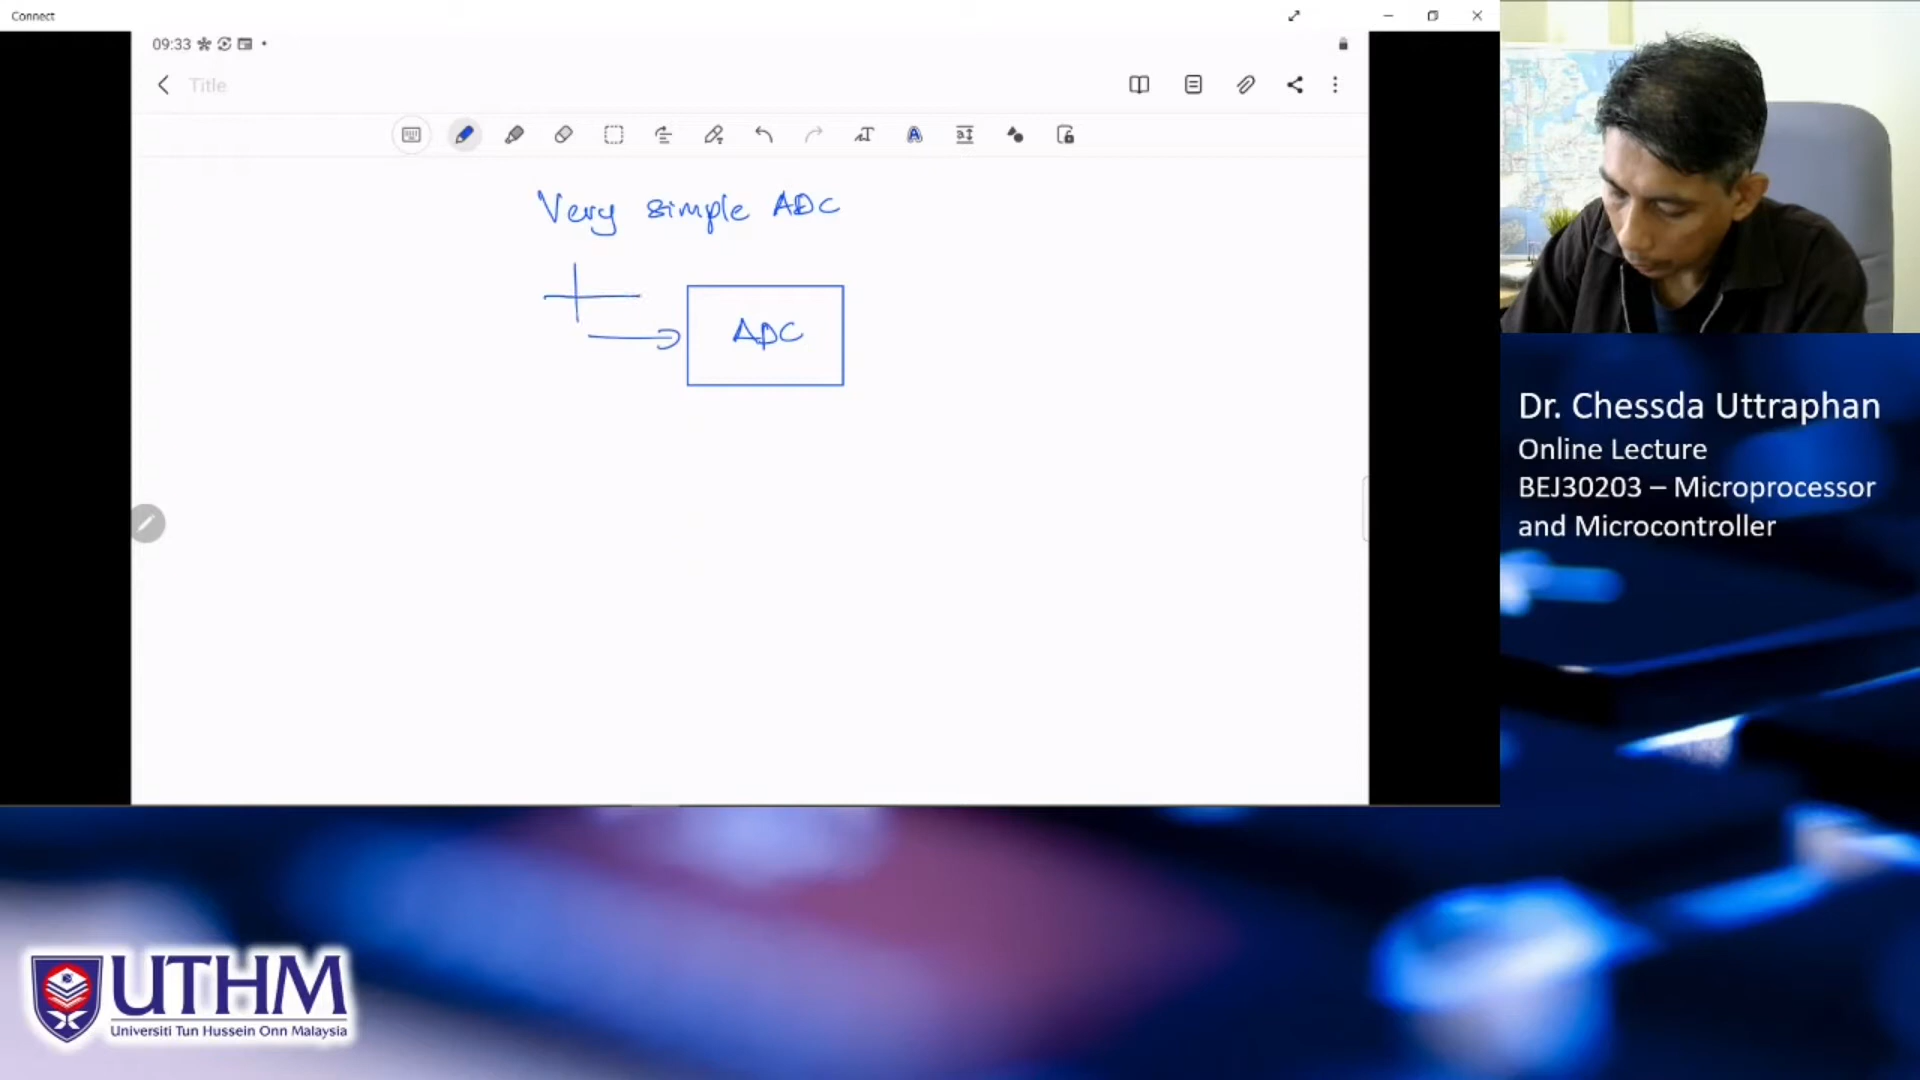 Connect
09:33
Title
Very simple ADC
ADC
Dr. Chessda Uttraphan
Online Lecture
BEJ30203 – Microprocessor
and Microcontroller
UTHM
Universiti Tun Hussein Onn Malaysia